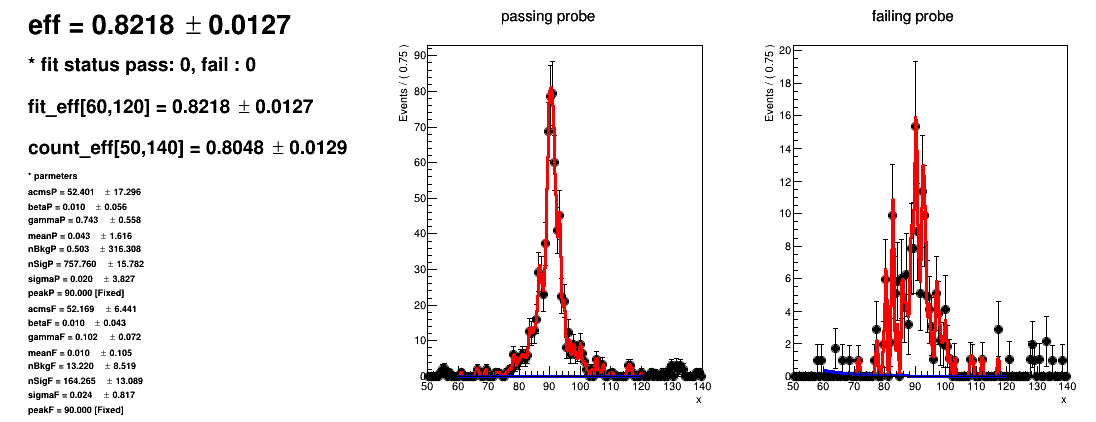 eff = 0.8218 ± 0.0127
* fit status pass: 0, fail : 0
fit_eff[60,120] = 0.8218 ± 0.0127
count_eff[50,140] = 0.8048 ± 0.0129
* parmeters
acmsP = 52.401 ± 17.296
betaP = 0.010 ± 0.056
gammaP = 0.743 ± 0.558
meanP = 0.043 ± 1.616
nBkgP = 0.503 ± 316.308
nSigP = 757.760 ± 15.782
sigmaP = 0.020 ± 3.827
peakP = 90.000 [Fixed]
acmsF = 52.169 ± 6.441
betaF = 0.010 ± 0.043
gammaF = 0.102 ± 0.072
meanF = 0.010 ± 0.105
nBkgF = 13.220 ± 8.519
nSigF = 164.265 ± 13.089
sigmaF = 0.024 ± 0.817
peakF = 90.000 [Fixed]
passing probe
Events / ( 0.75 )
90
80
70
60
50
40
30
20
10
0
50 60 70 80 90 100 110 120 130 140
x
failing probe
Events / ( 0.75 )
20
18
16
14
12
10
8
6
4
2
0
50 60 70 80 90 100 110 120 130 140
x